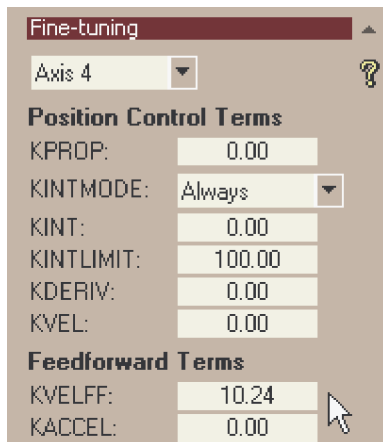 Fine-tuning
Axis 4
Position Control Terms
KPROP: 0.00
KINTMODE: Always
KINT: 0.00
KINTLIMIT: 100.00
KDERIV: 0.00
KVEL: 0.00
Feedforward Terms
KVELFF: 10.24
KACCEL: 0.00